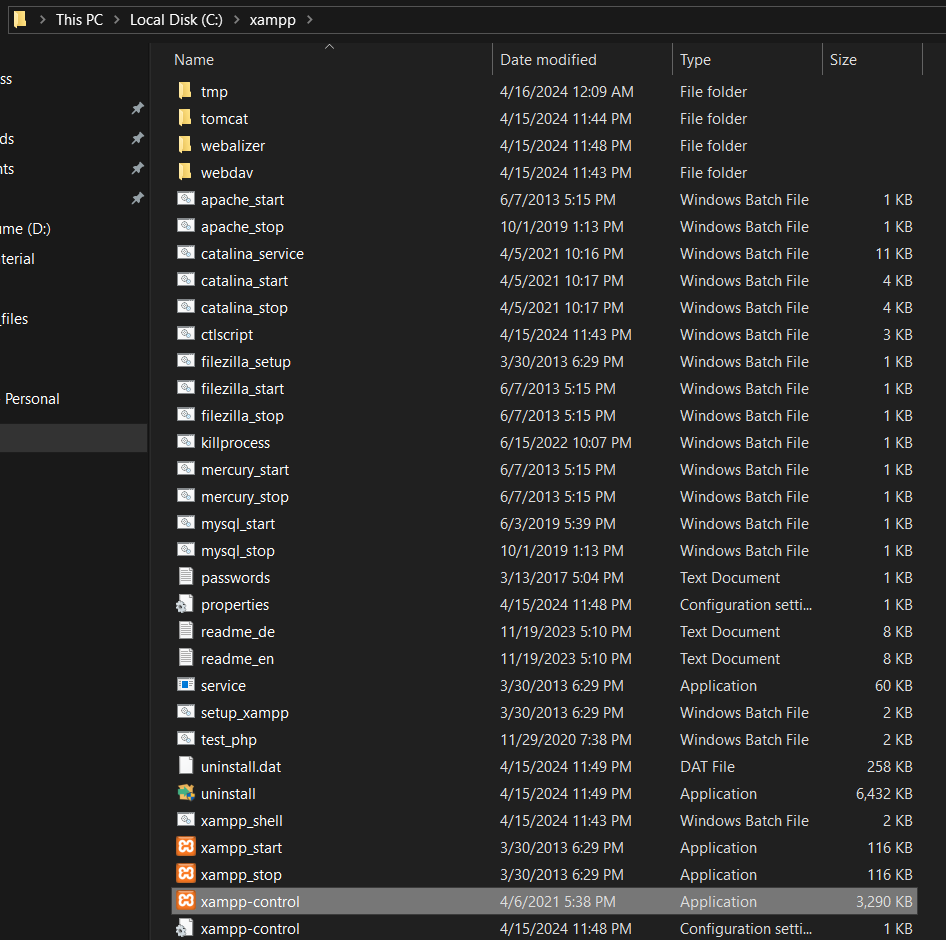 This PC > Local Disk (C:) > xampp >
Name Date modified Type Size
ss
ds
nts
ume (D:)
terial
_files
Personal
tmp 4/16/2024 12:09 AM File folder
tomcat 4/15/2024 11:44 PM File folder
webalizer 4/15/2024 11:48 PM File folder
webdav 4/15/2024 11:43 PM File folder
apache_start 6/7/2013 5:15 PM Windows Batch File 1 KB
apache_stop 10/1/2019 1:13 PM Windows Batch File 1 KB
catalina_service 4/5/2021 10:16 PM Windows Batch File 11 KB
catalina_start 4/5/2021 10:17 PM Windows Batch File 4 KB
catalina_stop 4/5/2021 10:17 PM Windows Batch File 4 KB
ctlscript 4/15/2024 11:43 PM Windows Batch File 3 KB
filezilla_setup 3/30/2013 6:29 PM Windows Batch File 1 KB
filezilla_start 6/7/2013 5:15 PM Windows Batch File 1 KB
filezilla_stop 6/7/2013 5:15 PM Windows Batch File 1 KB
killprocess 6/15/2022 10:07 PM Windows Batch File 1 KB
mercury_start 6/7/2013 5:15 PM Windows Batch File 1 KB
mercury_stop 6/7/2013 5:15 PM Windows Batch File 1 KB
mysql_start 6/3/2019 5:39 PM Windows Batch File 1 KB
mysql_stop 10/1/2019 1:13 PM Windows Batch File 1 KB
passwords 3/13/2017 5:04 PM Text Document 1 KB
properties 4/15/2024 11:48 PM Configuration setti... 1 KB
readme_de 11/19/2023 5:10 PM Text Document 8 KB
readme_en 11/19/2023 5:10 PM Text Document 8 KB
service 3/30/2013 6:29 PM Application 60 KB
setup_xampp 3/30/2013 6:29 PM Windows Batch File 2 KB
test_php 11/29/2020 7:38 PM Windows Batch File 2 KB
uninstall.dat 4/15/2024 11:49 PM DAT File 258 KB
uninstall 4/15/2024 11:49 PM Application 6,432 KB
xampp_shell 4/15/2024 11:43 PM Windows Batch File 2 KB
xampp_start 3/30/2013 6:29 PM Application 116 KB
xampp_stop 3/30/2013 6:29 PM Application 116 KB
xampp-control 4/6/2021 5:38 PM Application 3,290 KB
xampp-control 4/15/2024 11:48 PM Configuration setti... 1 KB